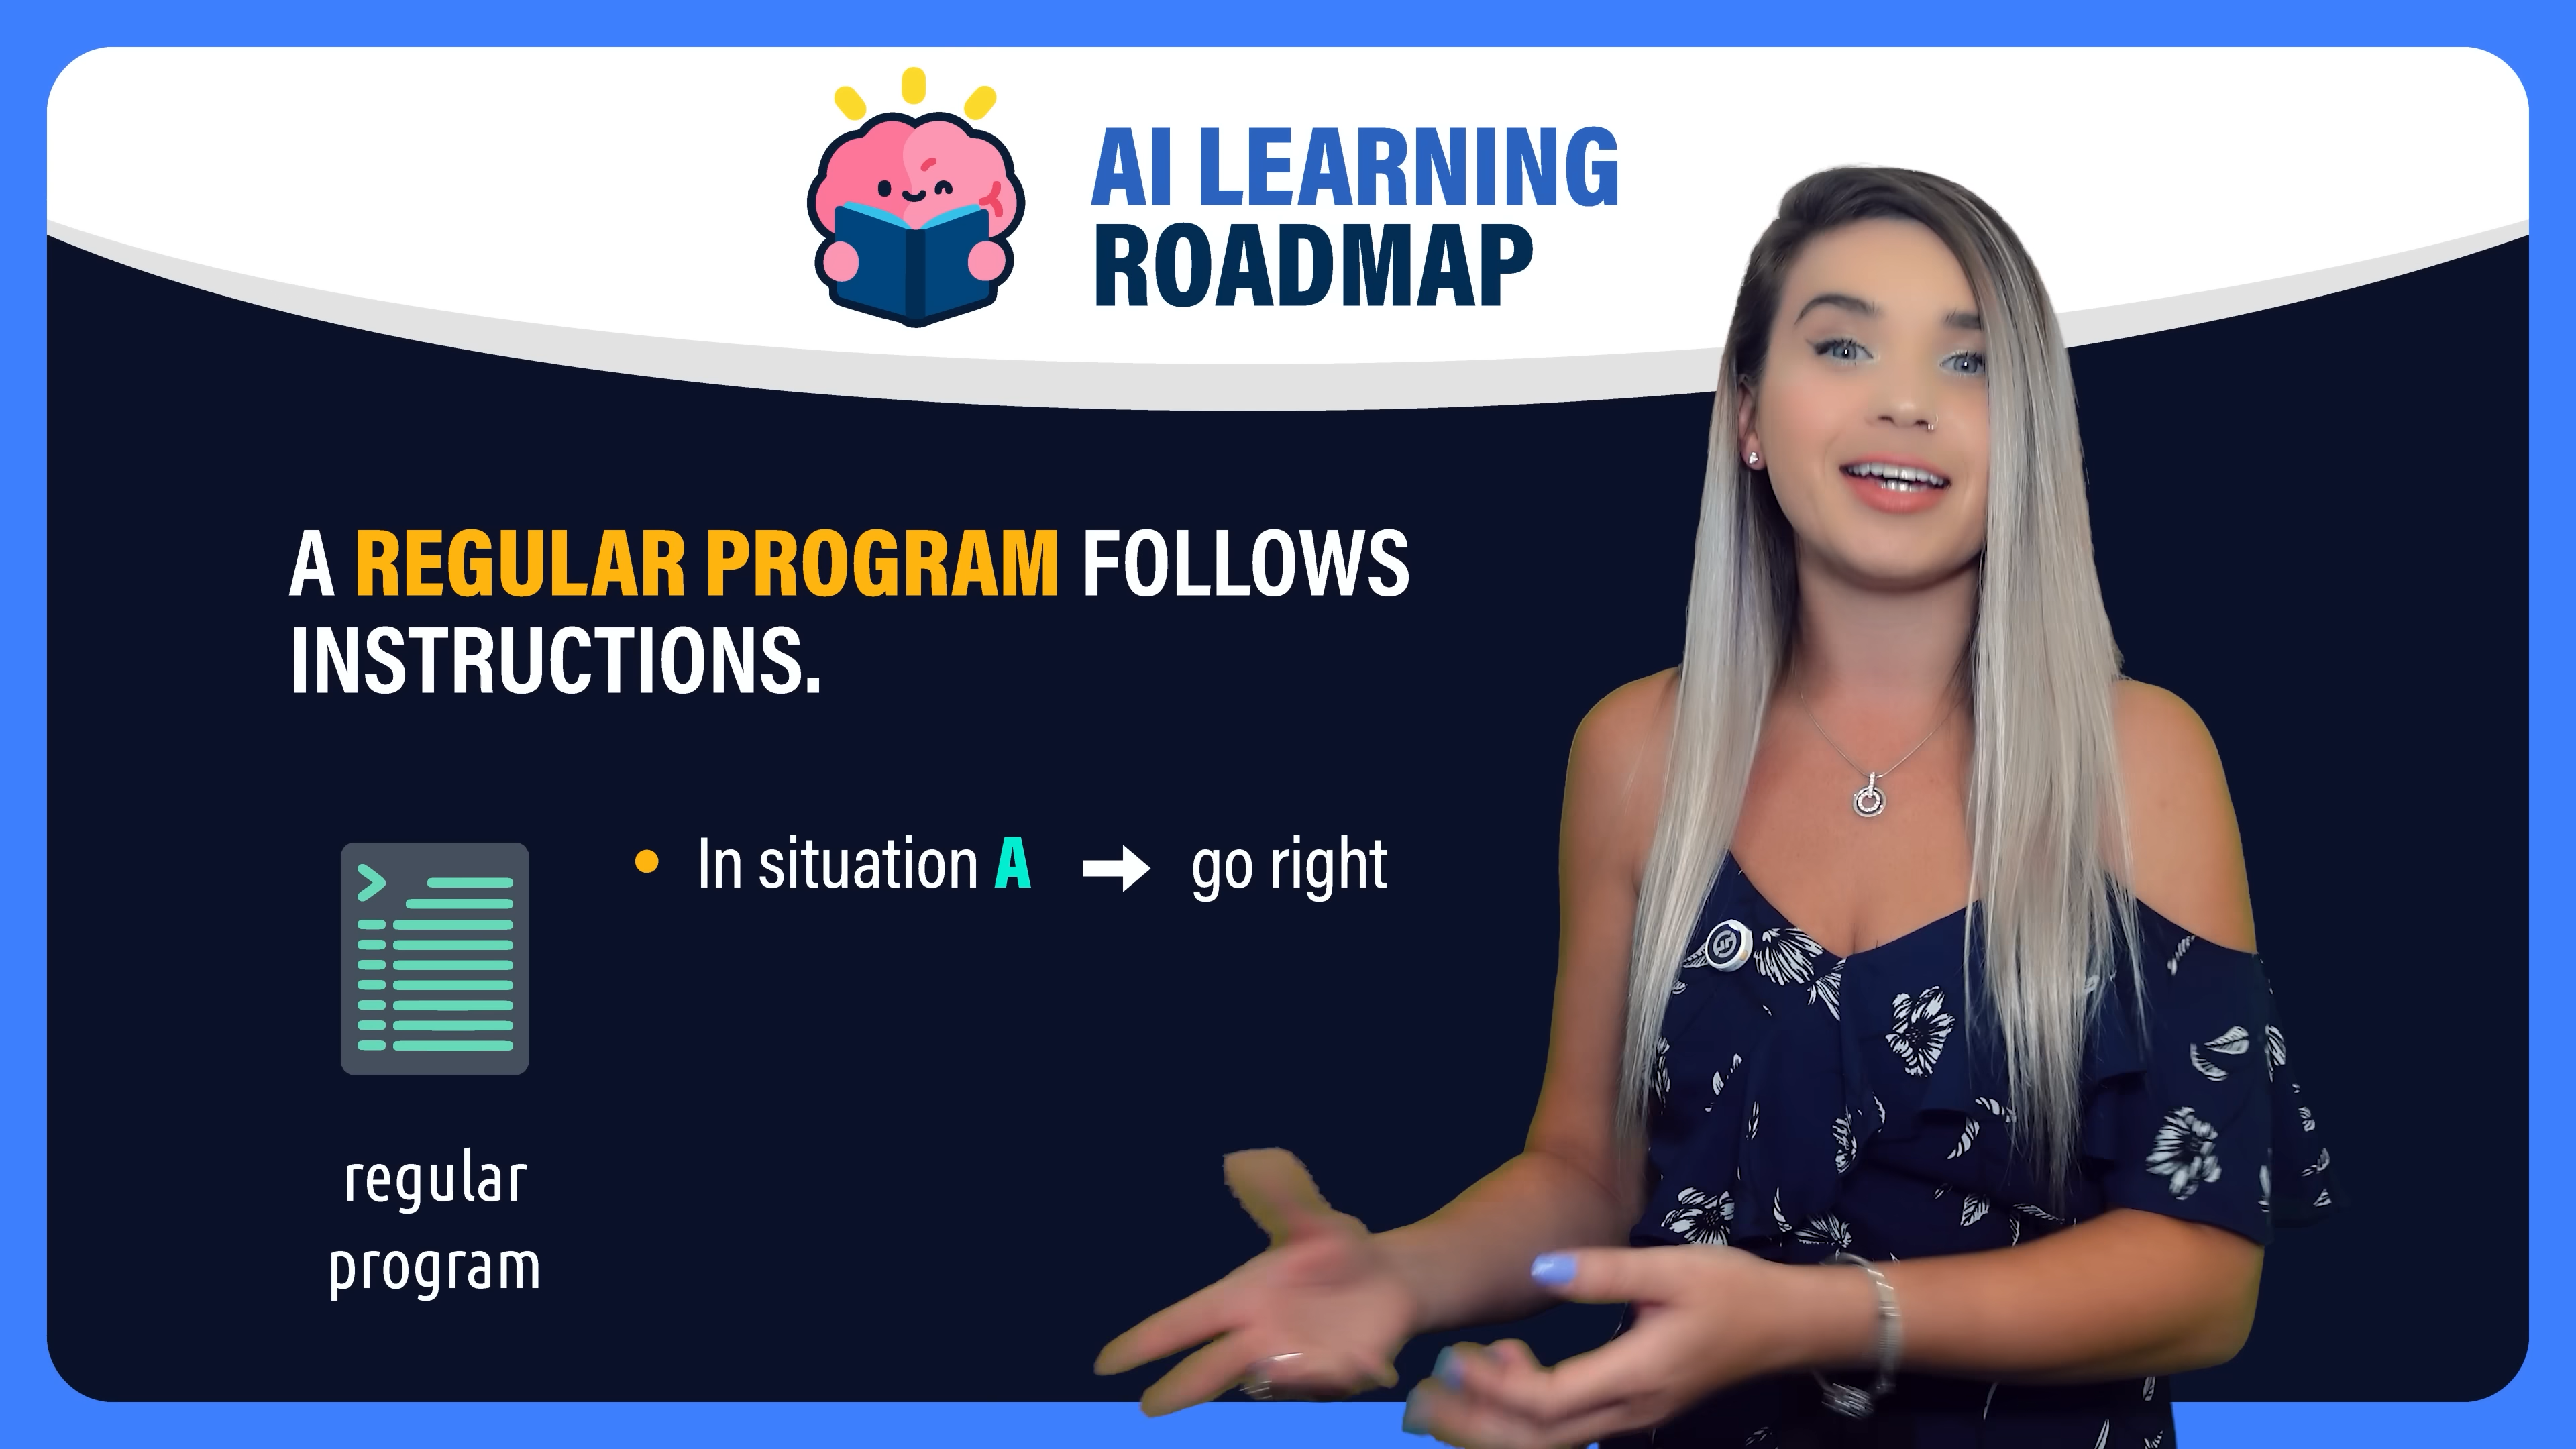 AI LEARNING
ROADMAP
A REGULAR PROGRAM FOLLOWS
INSTRUCTIONS.
In situation A → go right
regular
program